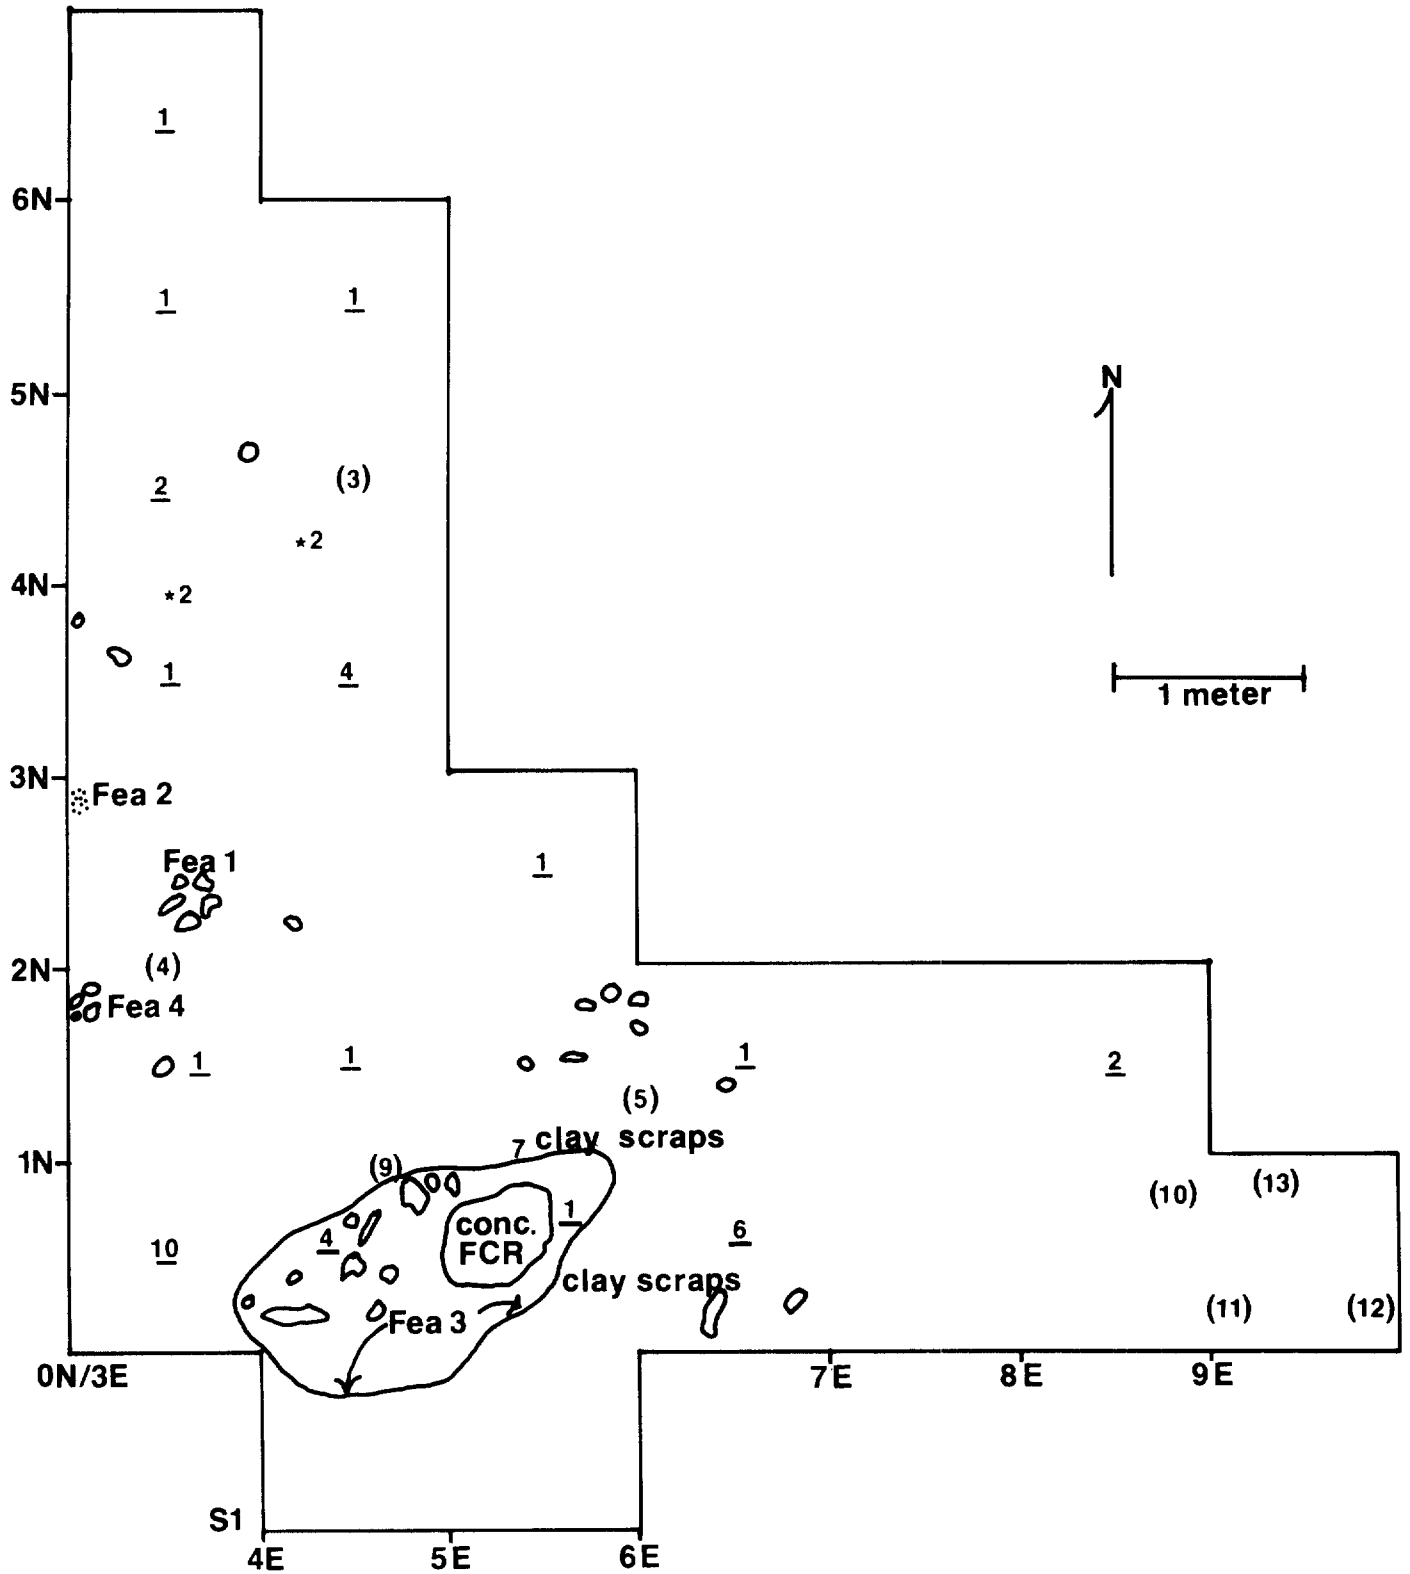 1
6N
1 1
5N
2 (3)
*2
4N
*2
1 4
N
1 meter
3N
Fea 2
Fea 1
1
2N
(4)
Fea 4
1 1 1 2
(5)
7 clay scraps
1N
(9)
(10) (13)
conc.
FCR
1
4
6
10
clay scraps
Fea 3
(11) (12)
0N/3E 7E 8E 9E
S1
4E 5E 6E